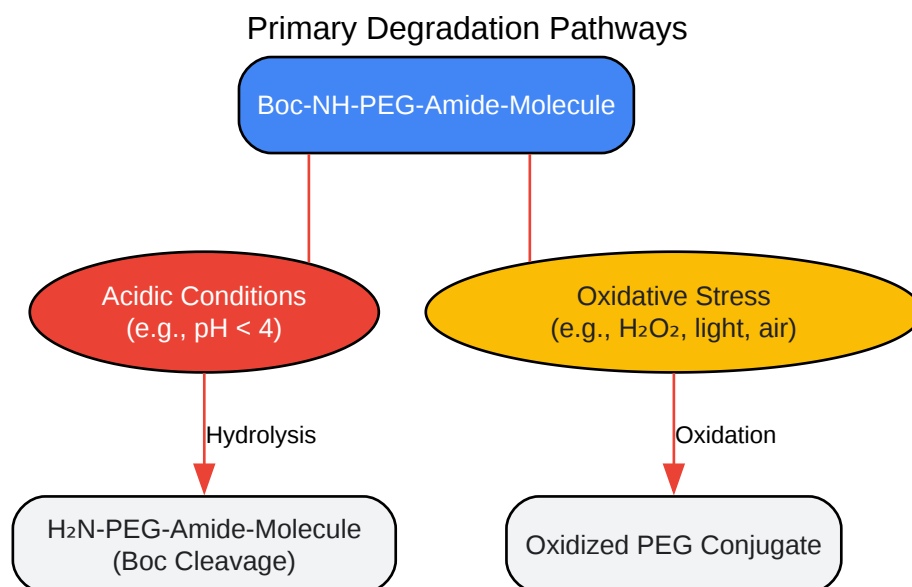 Primary Degradation Pathways
Boc-NH-PEG-Amide-Molecule
Acidic Conditions
(e.g., pH < 4)
Oxidative Stress
(e.g., H₂O₂, light, air)
Hydrolysis
Oxidation
H₂N-PEG-Amide-Molecule
(Boc Cleavage)
Oxidized PEG Conjugate